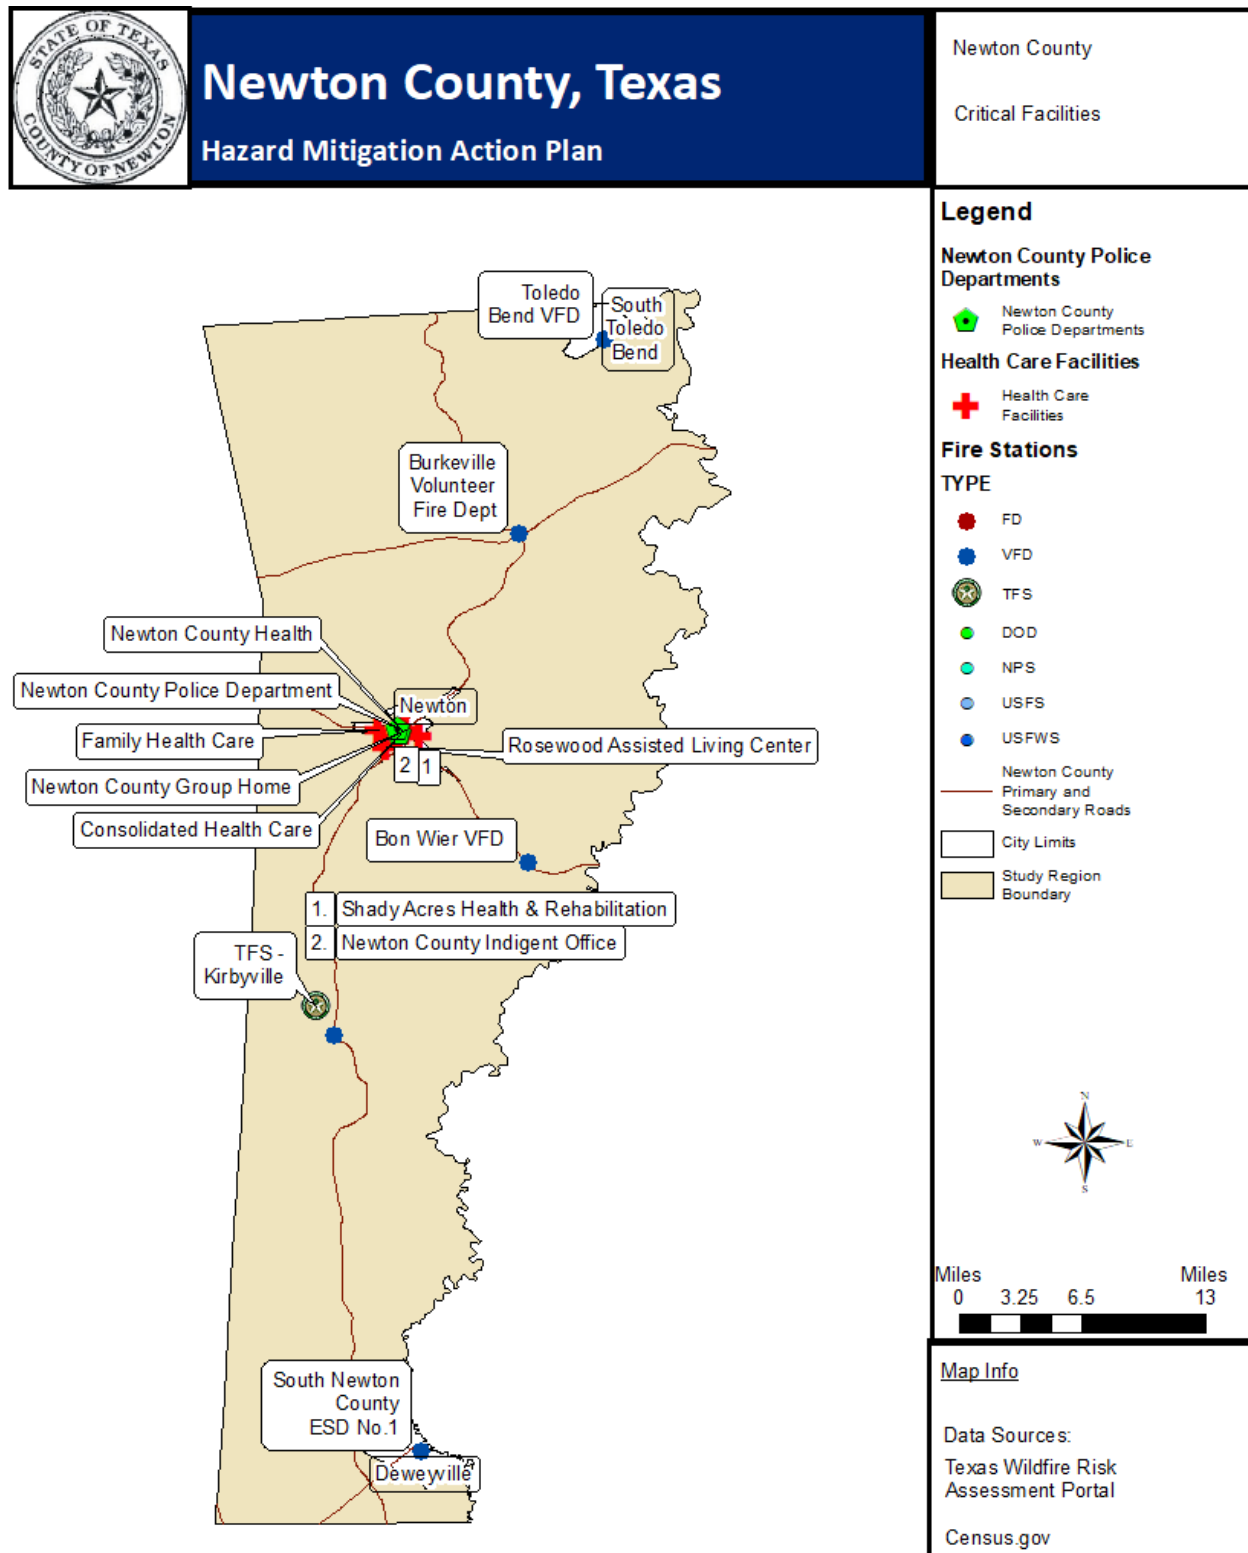 STATE OF TEXAS
COUNTY OF NEWTON
Newton County, Texas
Hazard Mitigation Action Plan
Newton County
Critical Facilities
Legend
Newton County Police
Departments
Newton County
Police Departments
Health Care Facilities
Health Care
Facilities
Fire Stations
TYPE
FD
VFD
TFS
DOD
NPS
USFS
USFWS
Newton County
Primary and
Secondary Roads
City Limits
Study Region
Boundary
N
W
E
S
Miles
Miles
0 3.25 6.5 13
Map Info
Data Sources:
Texas Wildfire Risk
Assessment Portal
Census.gov
Toledo
Bend VFD
South
Toledo
Bend
Burkeville
Volunteer
Fire Dept
Newton County Health
Newton County Police Department
Newton
Family Health Care
Rosewood Assisted Living Center
2 1
Newton County Group Home
Consolidated Health Care
Bon Wier VFD
1. Shady Acres Health & Rehabilitation
2. Newton County Indigent Office
TFS -
Kirbyville
South Newton
County
ESD No.1
Deweyville